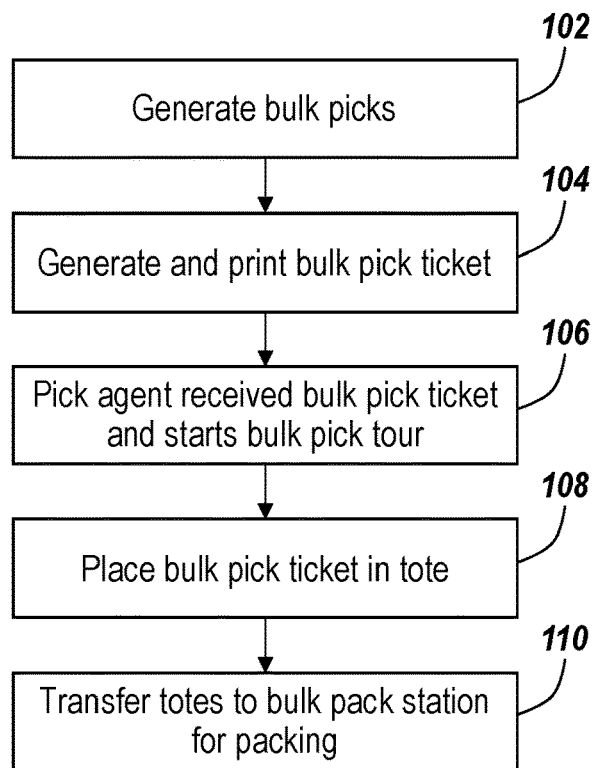 102
Generate bulk picks
104
Generate and print bulk pick ticket
106
Pick agent received bulk pick ticket
and starts bulk pick tour
108
Place bulk pick ticket in tote
110
Transfer totes to bulk pack station
for packing